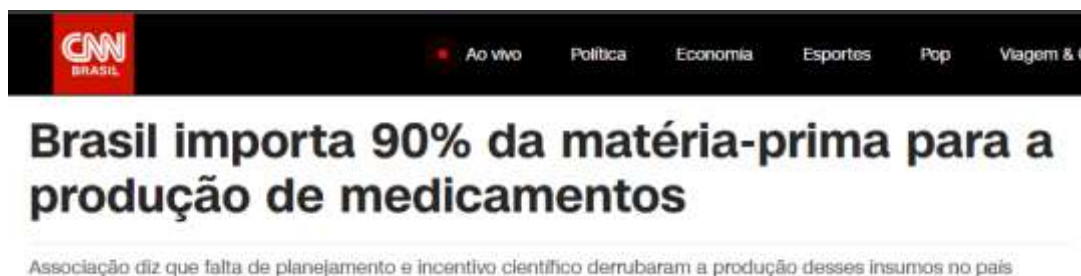 CNN
BRASIL
Ao vivo Política Economia Esportes Pop Viagem &
Brasil importa 90% da matéria-prima para a
produção de medicamentos
Associação diz que falta de planejamento e incentivo científico derrubaram a produção desses insumos no país